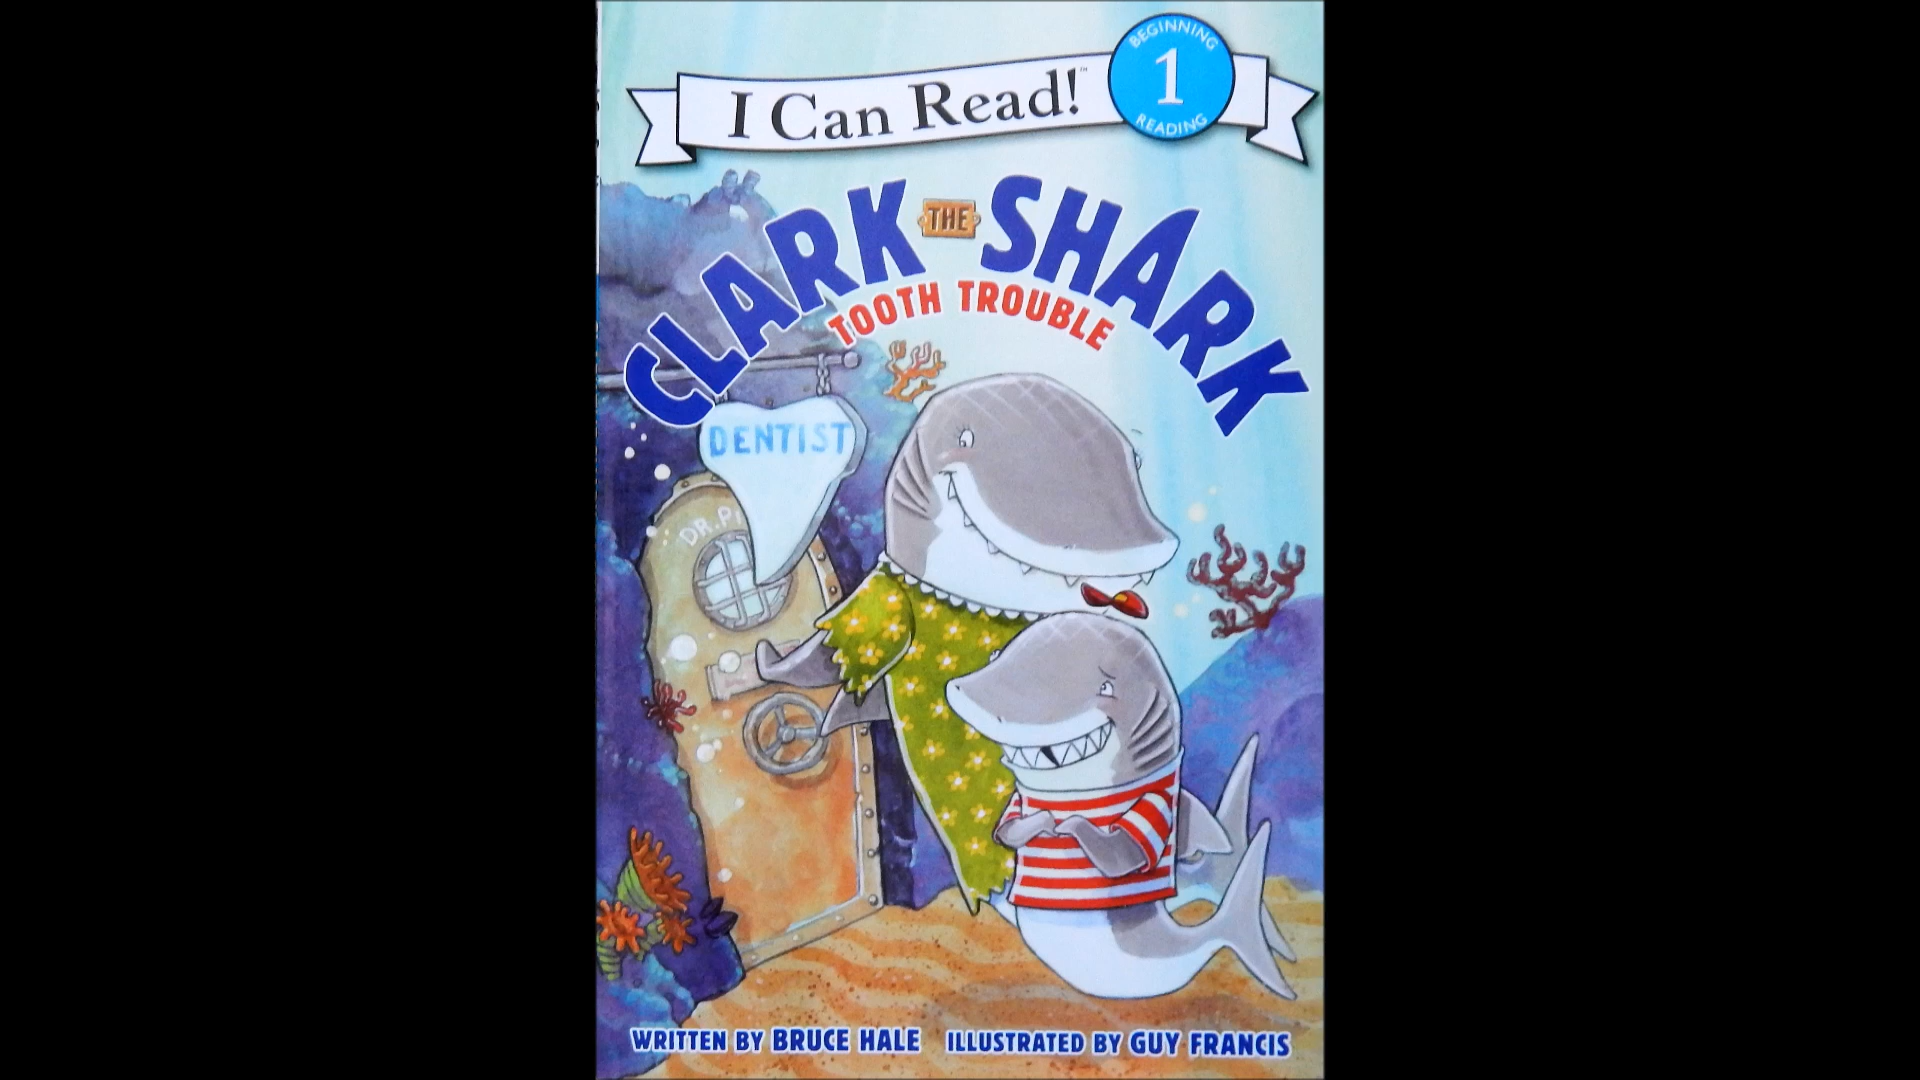 I Can Read!™
BEGINNING
1
READING
CLARK THE SHARK
TOOTH TROUBLE
DENTIST
WRITTEN BY BRUCE HALE ILLUSTRATED BY GUY FRANCIS